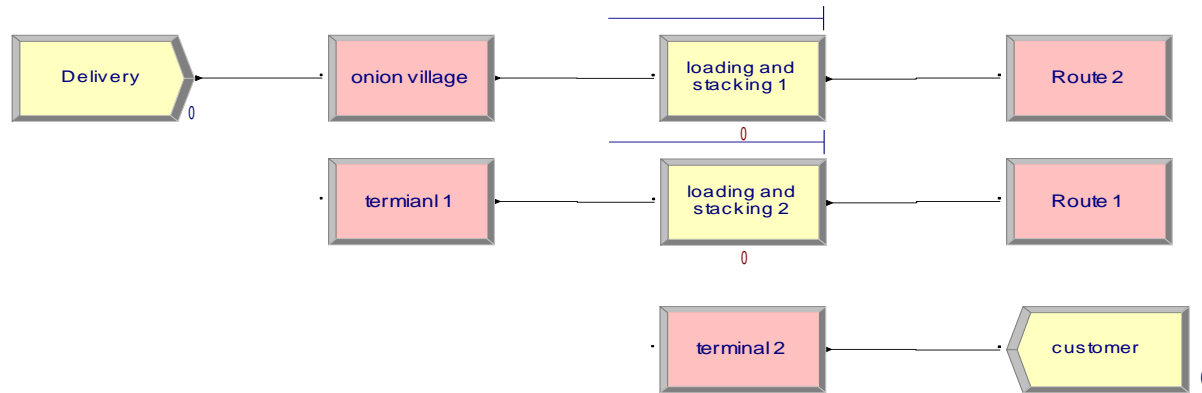 Delivery
0
onion village
loading and
stacking 1
0
Route 2
termianl 1
loading and
stacking 2
0
Route 1
terminal 2
customer